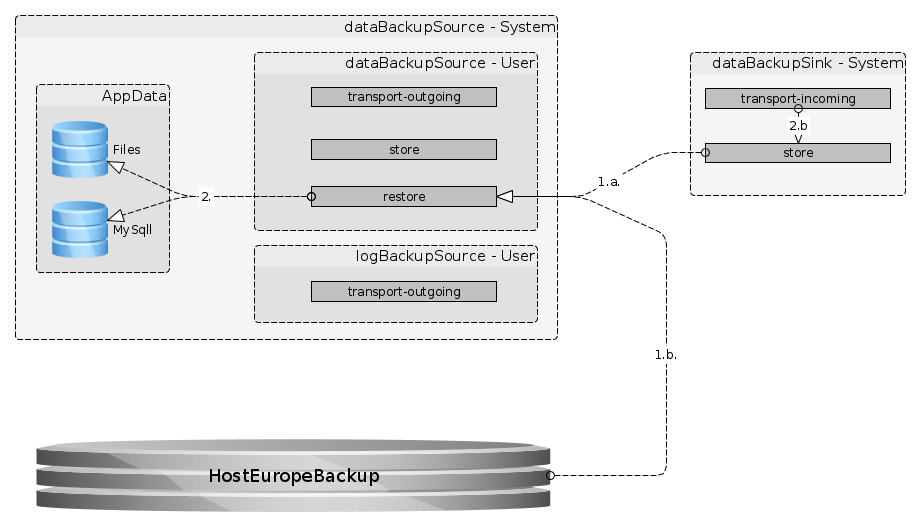 dataBackupSource - System
dataBackupSource - User
dataBackupSink - System
AppData
transport-outgoing
transport-incoming
2.b
Files
store
store
1.a.
2.
restore
MySqll
logBackupSource - User
transport-outgoing
1.b.
HostEuropeBackup